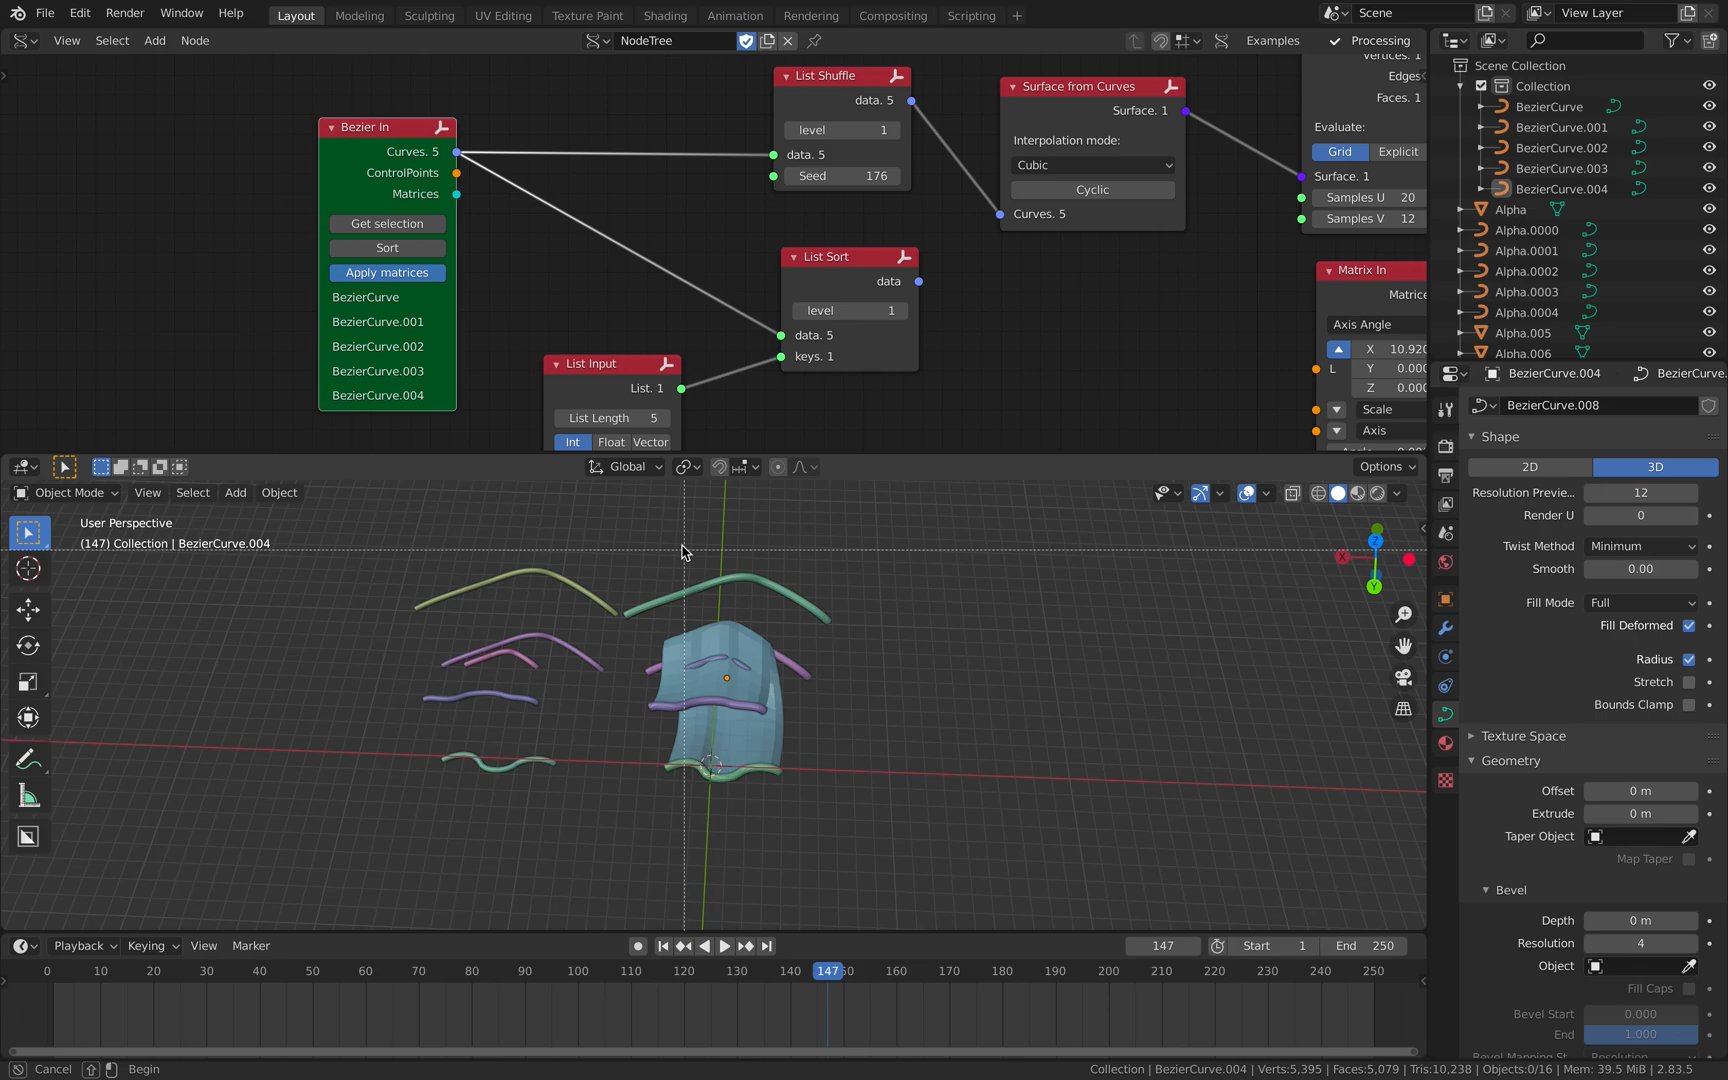 File Edit Render Window Help Layout Modeling Sculpting UV Editing Texture Paint Shading Animation Rendering Compositing Scripting + Scene View Layer
View Select Add Node NodeTree Examples Processing
List Shuffle
data. 5
level 1
data. 5
Seed 176
Bezier In
Curves. 5
ControlPoints
Matrices
Get selection
Sort
Apply matrices
BezierCurve
BezierCurve.001
BezierCurve.002
BezierCurve.003
BezierCurve.004
List Sort
data
level 1
data. 5
keys. 1
List Input
List. 1
List Length 5
Int Float Vector
Surface from Curves
Surface. 1
Interpolation mode:
Cubic
Cyclic
Curves. 5
Vertices. 1
Edges
Faces. 1
Evaluate:
Grid Explicit
Surface. 1
Samples U 20
Samples V 12
Matrix In
Matrice
Axis Angle
X 10.920
L Y 0.000
Z 0.000
Scale
Axis
Scene Collection
Collection
BezierCurve
BezierCurve.001
BezierCurve.002
BezierCurve.003
BezierCurve.004
Alpha
Alpha.0000
Alpha.0001
Alpha.0002
Alpha.0003
Alpha.0004
Alpha.005
Alpha.006
BezierCurve.004 BezierCurve.
BezierCurve.008
Shape
2D 3D
Resolution Previe... 12
Render U 0
Twist Method Minimum
Smooth 0.00
Fill Mode Full
Fill Deformed
Radius
Stretch
Bounds Clamp
Texture Space
Geometry
Offset 0 m
Extrude 0 m
Taper Object
Map Taper
Bevel
Depth 0 m
Resolution 4
Object
Fill Caps
Bevel Start 0.000
End 1.000
Bevel Mapping St... Resolution
Global Options
Object Mode View Select Add Object
User Perspective
(147) Collection | BezierCurve.004
Z
X
Y
Playback Keying View Marker 147 Start 1 End 250
0 10 20 30 40 50 60 70 80 90 100 110 120 130 140 147 50 160 170 180 190 200 210 220 230 240 250
Cancel Begin Collection | BezierCurve.004 | Verts:5,395 | Faces:5,079 | Tris:10,238 | Objects:0/16 | Mem: 39.5 MiB | 2.83.5